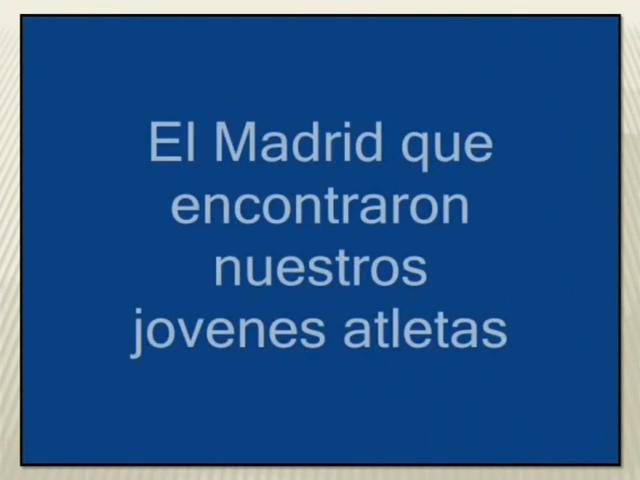 El Madrid que
encontraron
nuestros
jovenes atletas